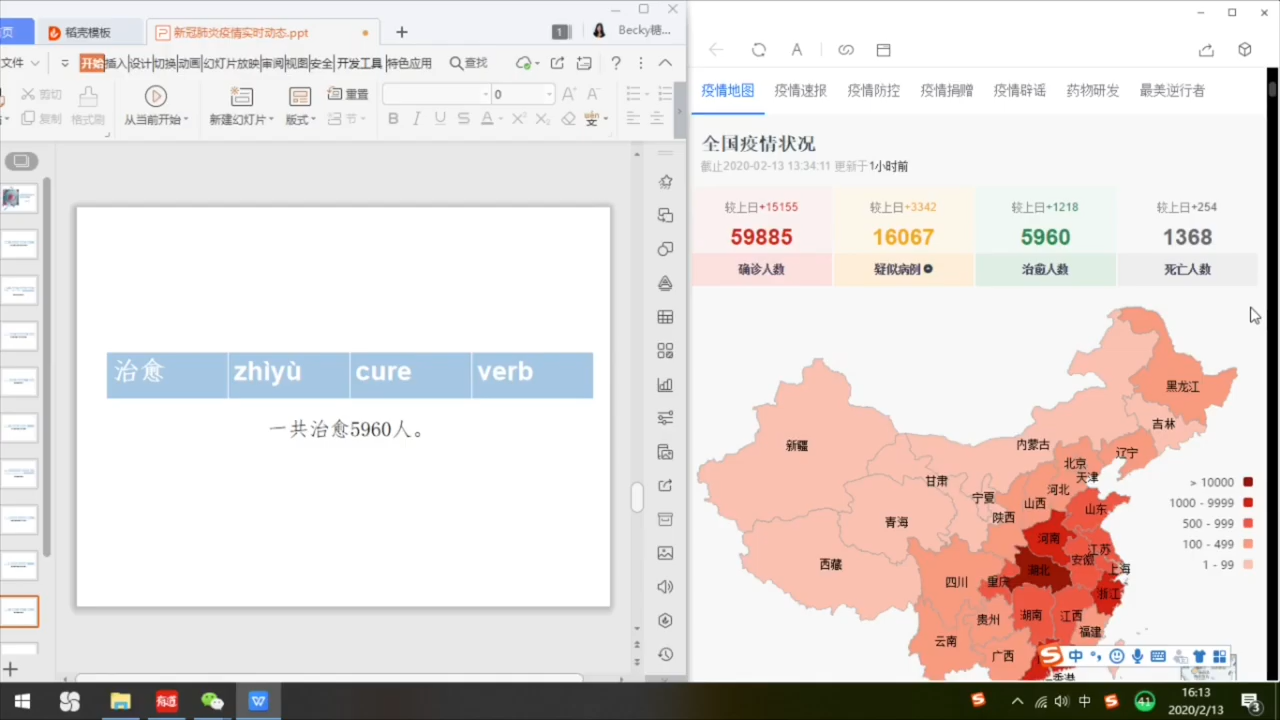 页
稻壳模板
新冠肺炎疫情实时动态.ppt
1
Becky糖...
文件
开始
插入
设计
切换
动画
幻灯片放映
审阅
视图
安全
开发工具
特色应用
查找
剪切
复制
格式刷
从当前开始
新建幻灯片
版式
重置
节
0
B I U S A X² X₂
治愈 zhìyù cure verb
一共治愈5960人。
疫情地图 疫情速报 疫情防控 疫情捐赠 疫情辟谣 药物研发 最美逆行者
全国疫情状况
截止2020-02-13 13:34:11 更新于1小时前
较上日+15155 较上日+3342 较上日+1218 较上日+254
59885 16067 5960 1368
确诊人数 疑似病例 治愈人数 死亡人数
黑龙江
吉林
内蒙古
辽宁
新疆
北京
天津
甘肃
河北
宁夏
山西
山东
陕西
青海
河南
江苏
安徽
西藏
湖北
上海
四川
重庆
浙江
湖南
江西
贵州
福建
云南
广西
香港
> 10000
1000 - 9999
500 - 999
100 - 499
1 - 99
中
中
41
16:13
2020/2/13
3
有道